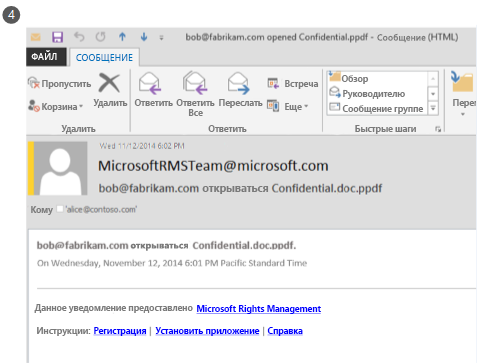 4
bob@fabrikam.com opened Confidential.ppdf - Сообщение (HTML)
ФАЙЛ СООБЩЕНИЕ
Пропустить
Корзина
Удалить
Ответить
Ответить Все
Переслать
Встреча
Еще
Обзор
Руководителю
Сообщение группе
Удалить
Ответить
Быстрые шаги
Wed 11/12/2014 6:02 PM
MicrosoftRMSTeam@microsoft.com
bob@fabrikam.com открываться Confidential.doc.ppdf
Кому 'alice@contoso.com'
bob@fabrikam.com открываться Confidential.doc.ppdf.
On Wednesday, November 12, 2014 6:01 PM Pacific Standard Time
Данное уведомление предоставлено Microsoft Rights Management
Инструкции: Регистрация | Установить приложение | Справка